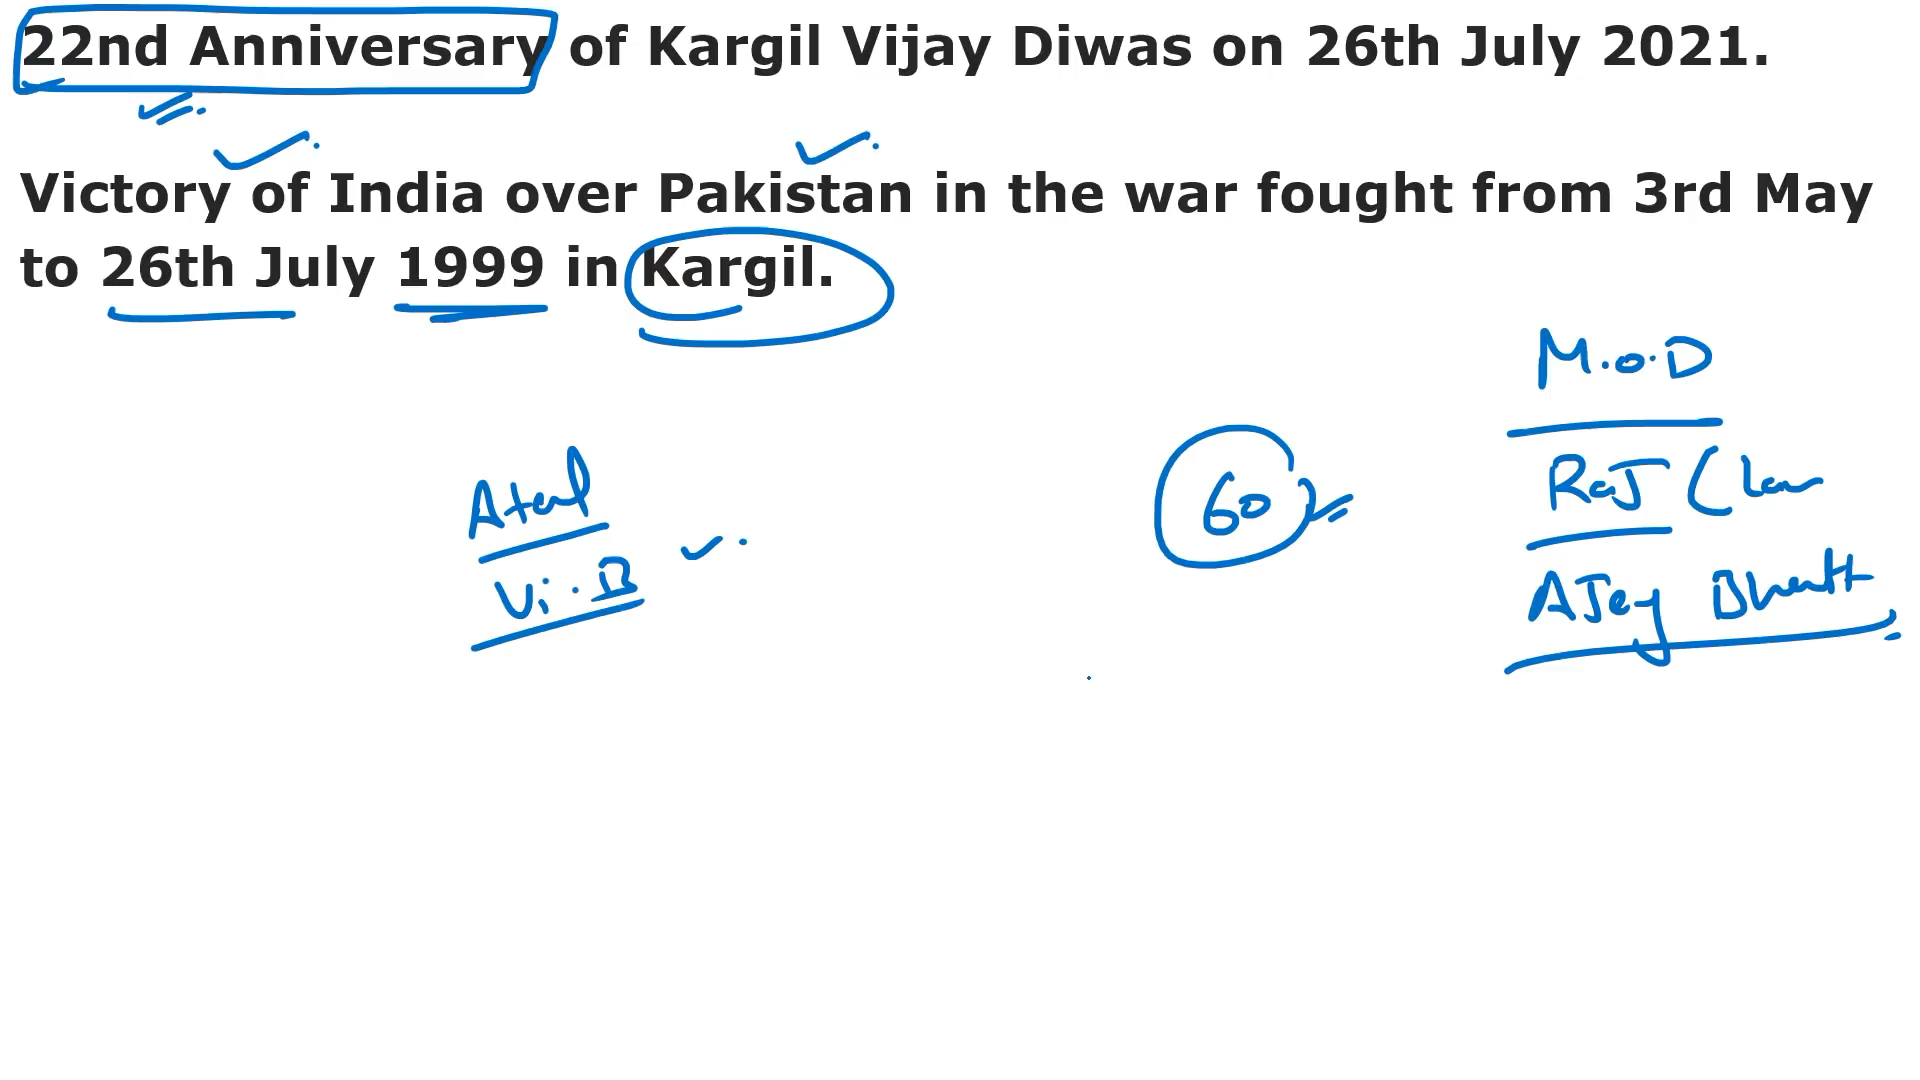 22nd Anniversary of Kargil Vijay Diwas on 26th July 2021.
Victory of India over Pakistan in the war fought from 3rd May
to 26th July 1999 in Kargil.
M.O.D
Atal
60
RaJ (
Vi.B
AJay Bhatt